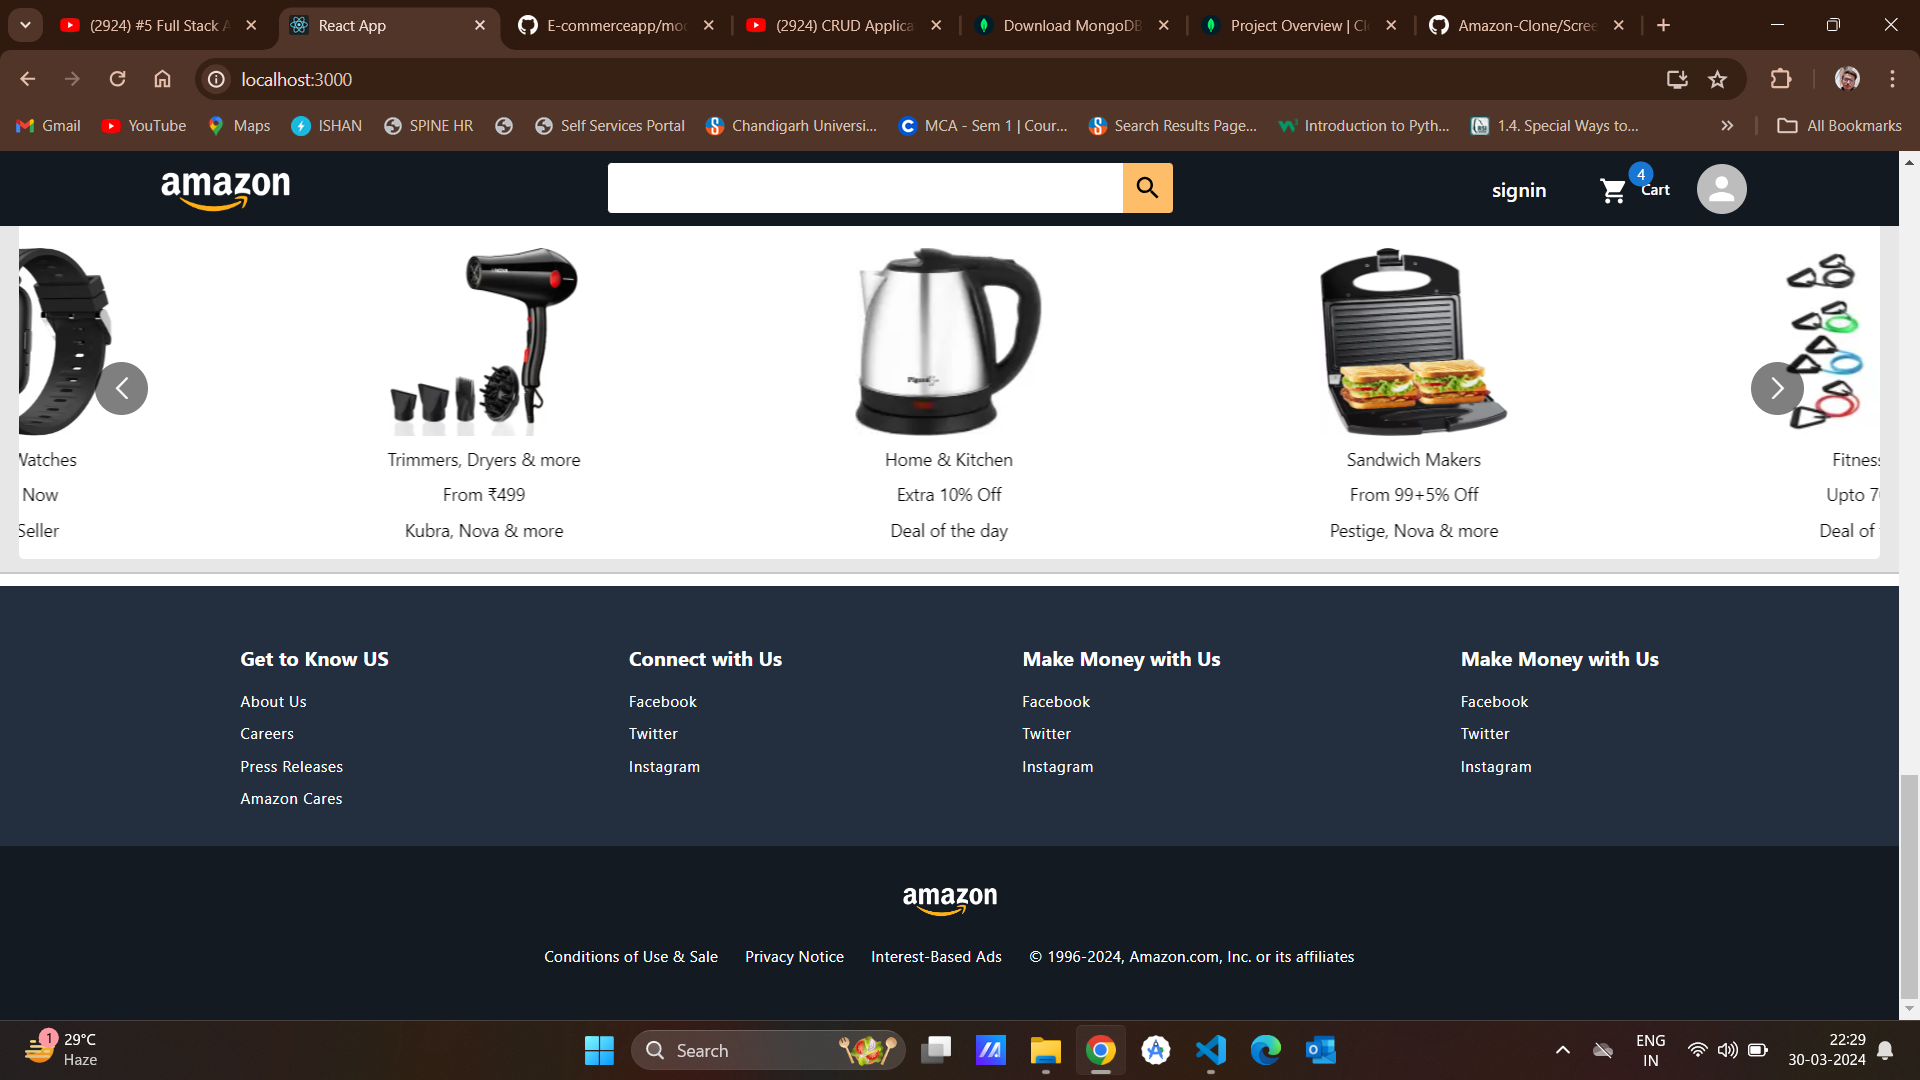 (2924) #5 Full Stack A
React App
E-commerceapp/mod
(2924) CRUD Applica
Download MongoDB
Project Overview | Cl
Amazon-Clone/Scree
localhost:3000
Gmail
YouTube
Maps
ISHAN
SPINE HR
Self Services Portal
Chandigarh Universi...
MCA - Sem 1 | Cour...
Search Results Page...
Introduction to Pyth...
1.4. Special Ways to...
All Bookmarks
amazon
signin
4
Cart
Watches
Now
Seller
Trimmers, Dryers & more
From ₹499
Kubra, Nova & more
Home & Kitchen
Extra 10% Off
Deal of the day
Sandwich Makers
From 99+5% Off
Pestige, Nova & more
Fitness
Upto 70
Deal of
Get to Know US
About Us
Careers
Press Releases
Amazon Cares
Connect with Us
Facebook
Twitter
Instagram
Make Money with Us
Facebook
Twitter
Instagram
Make Money with Us
Facebook
Twitter
Instagram
amazon
Conditions of Use & Sale Privacy Notice Interest-Based Ads © 1996-2024, Amazon.com, Inc. or its affiliates
1
29°C
Haze
Search
ENG
IN
22:29
30-03-2024